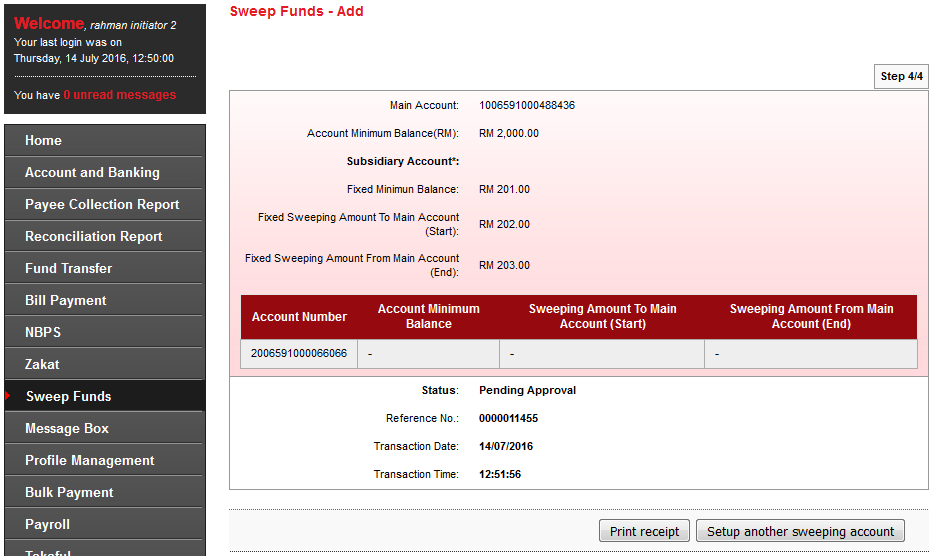 Welcome, rahman initiator 2
Your last login was on
Thursday, 14 July 2016, 12:50:00
You have 0 unread messages
Home
Account and Banking
Payee Collection Report
Reconciliation Report
Fund Transfer
Bill Payment
NBPS
Zakat
Sweep Funds
Message Box
Profile Management
Bulk Payment
Payroll
Takaful
Sweep Funds - Add
Step 4/4
Main Account: 1006591000488436
Account Minimum Balance(RM): RM 2,000.00
Subsidiary Account*:
Fixed Minimun Balance: RM 201.00
Fixed Sweeping Amount To Main Account
(Start): RM 202.00
Fixed Sweeping Amount From Main Account
(End): RM 203.00
Account Number Account Minimum Balance Sweeping Amount To Main Account (Start) Sweeping Amount From Main Account (End)
2006591000066066 - - -
Status: Pending Approval
Reference No.: 0000011455
Transaction Date: 14/07/2016
Transaction Time: 12:51:56
Print receipt Setup another sweeping account